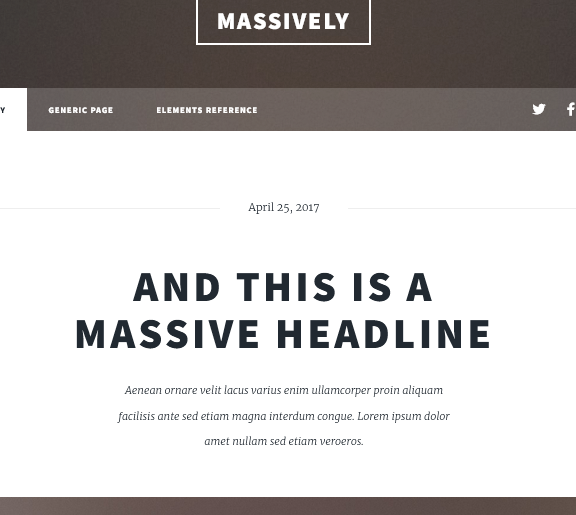 MASSIVELY
Y GENERIC PAGE ELEMENTS REFERENCE
April 25, 2017
AND THIS IS A
MASSIVE HEADLINE
Aenean ornare velit lacus varius enim ullamcorper proin aliquam
facilisis ante sed etiam magna interdum congue. Lorem ipsum dolor
amet nullam sed etiam veroeros.